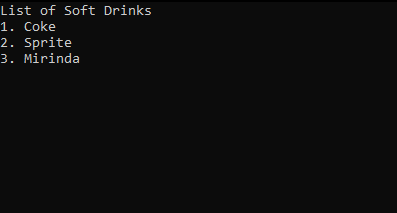 List of Soft Drinks
1. Coke
2. Sprite
3. Mirinda